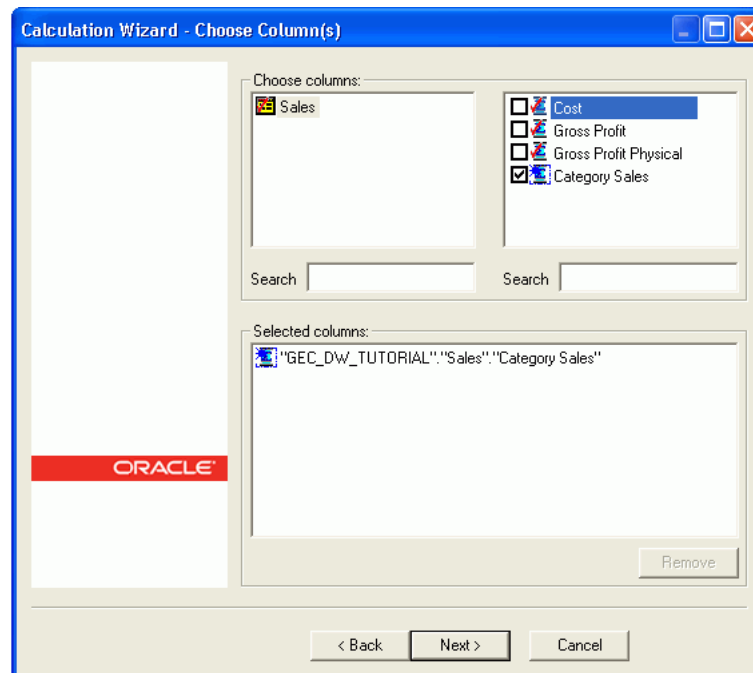 Calculation Wizard - Choose Column(s)
Choose columns:
Sales
Cost
Gross Profit
Gross Profit Physical
Category Sales
Search
Search
Selected columns:
"GEC_DW_TUTORIAL"."Sales"."Category Sales"
ORACLE
Remove
< Back
Next >
Cancel